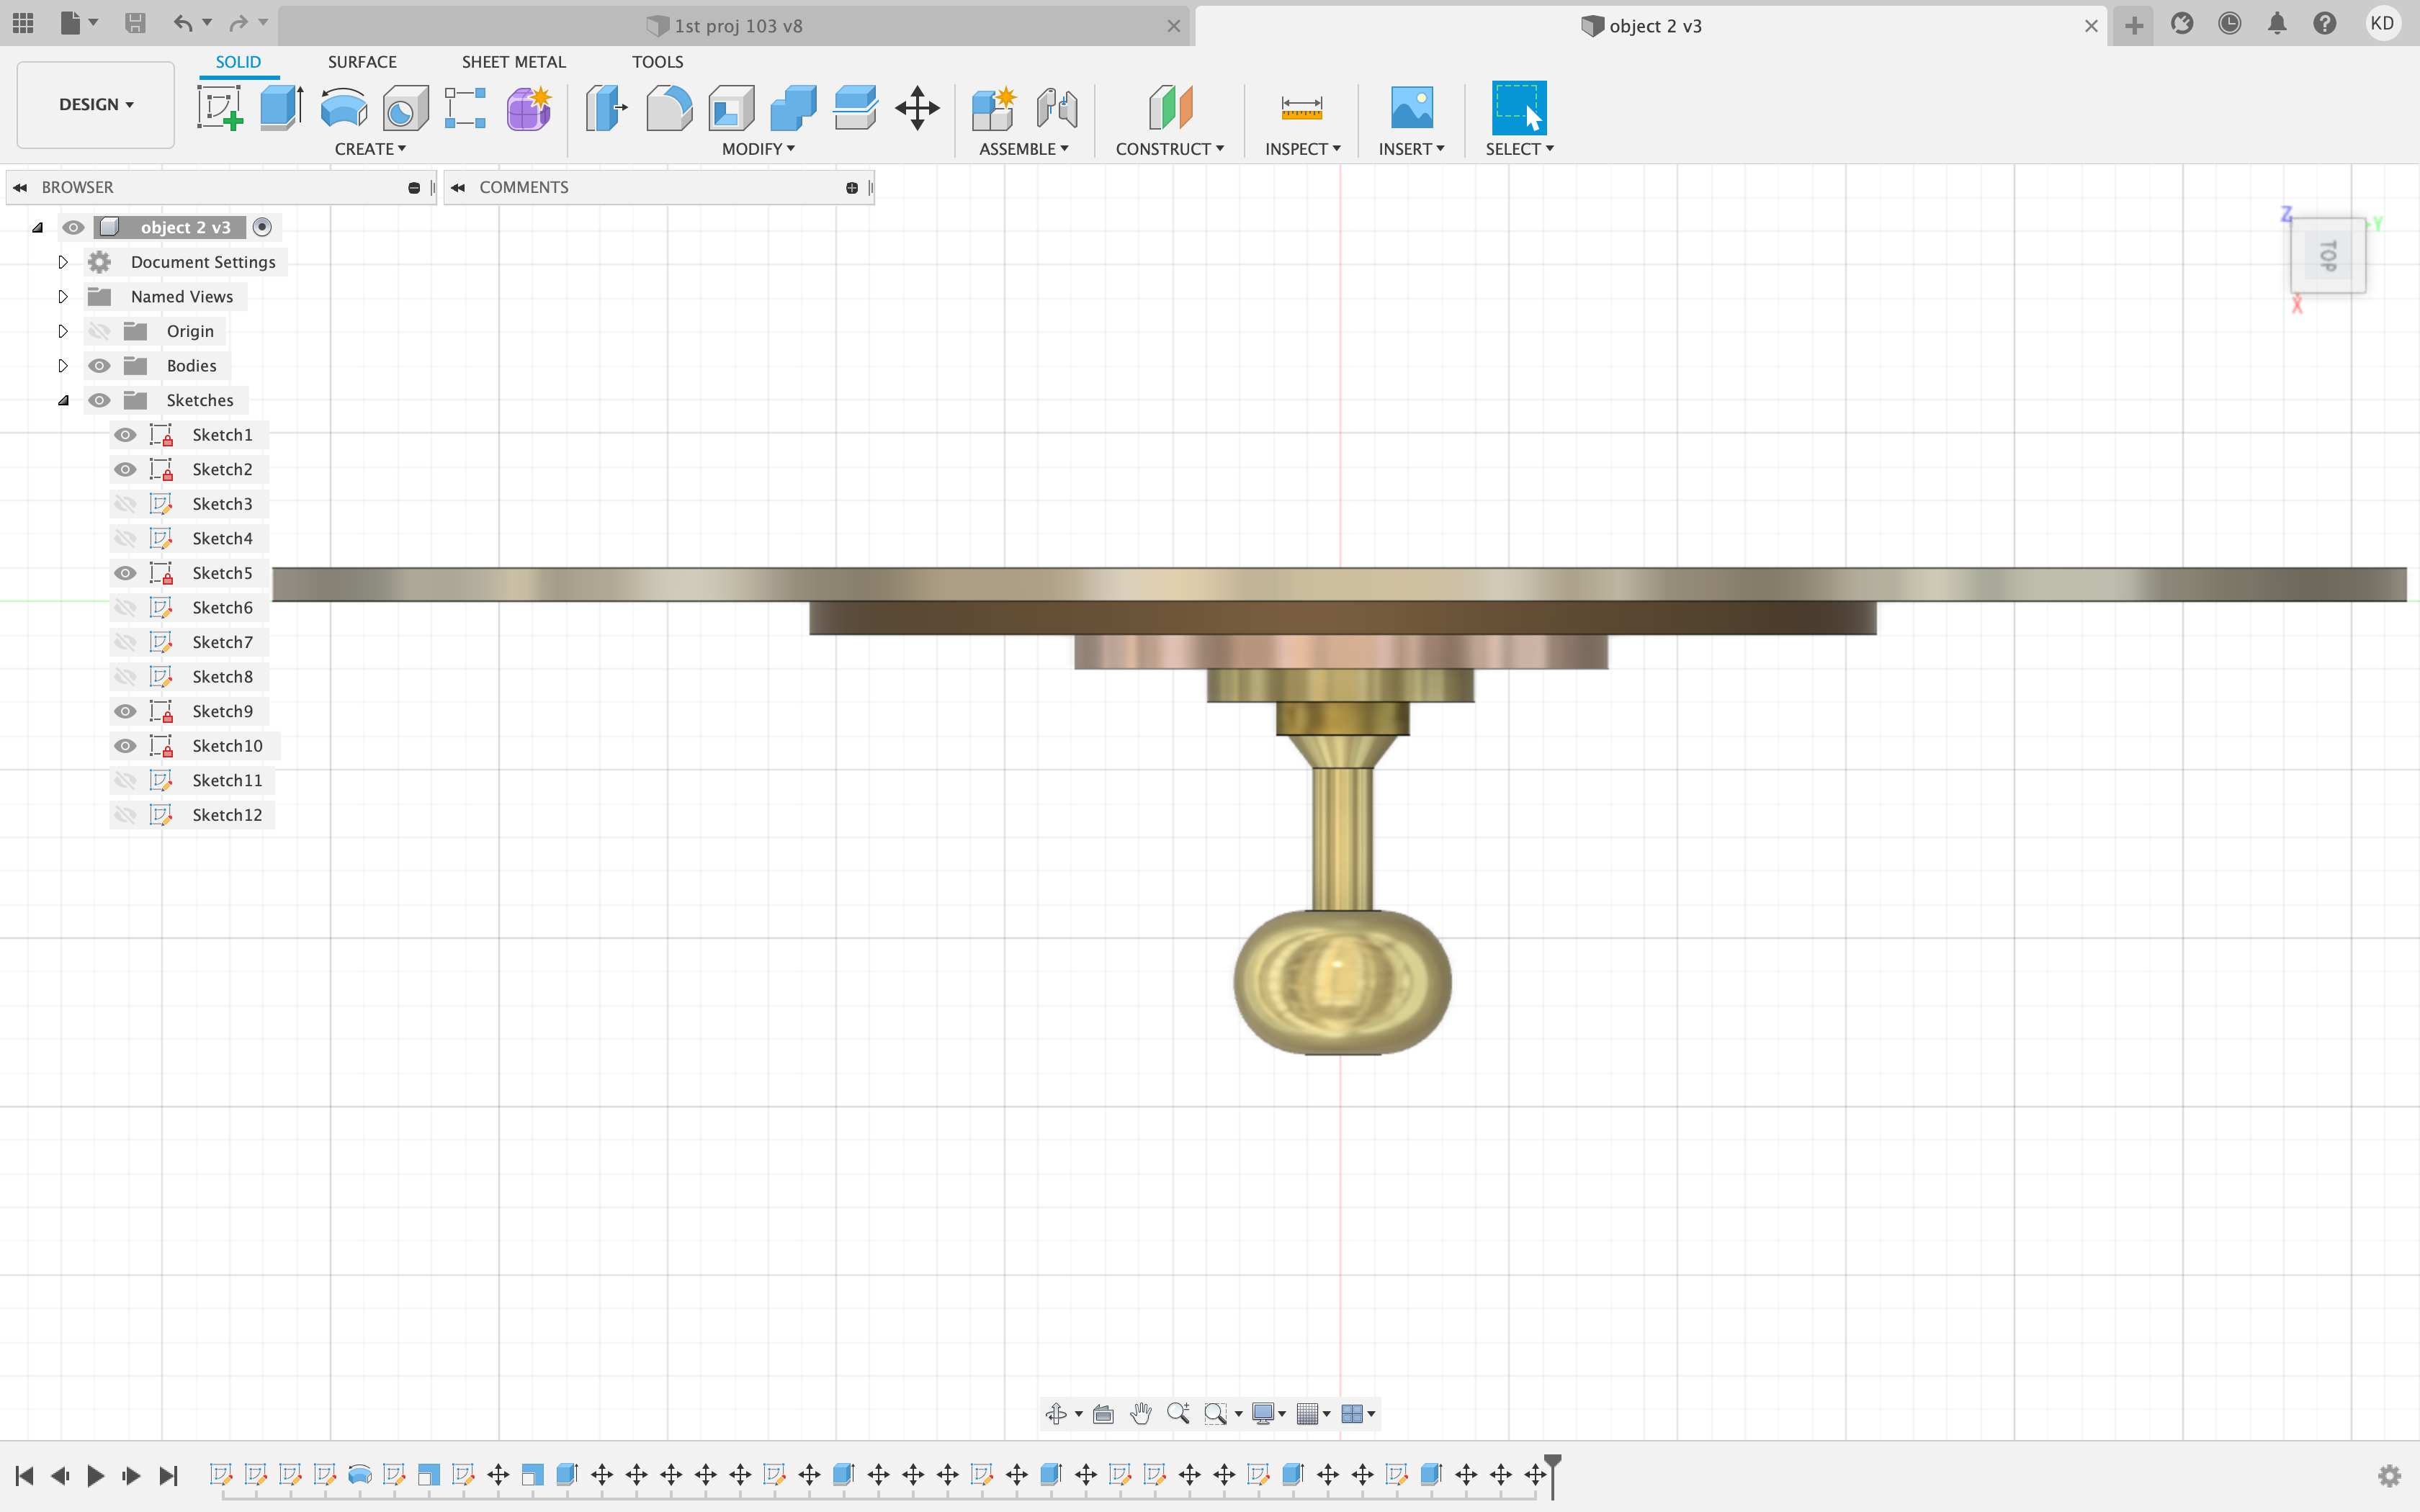 1st proj 103 v8
object 2 v3
KD
DESIGN
SOLID
SURFACE
SHEET METAL
TOOLS
CREATE
MODIFY
ASSEMBLE
CONSTRUCT
INSPECT
INSERT
SELECT
BROWSER
COMMENTS
object 2 v3
Document Settings
Named Views
Origin
Bodies
Sketches
Sketch1
Sketch2
Sketch3
Sketch4
Sketch5
Sketch6
Sketch7
Sketch8
Sketch9
Sketch10
Sketch11
Sketch12
Z
Y
TOP
X